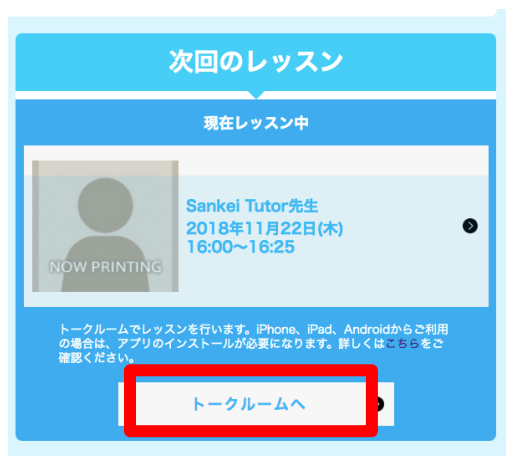 次回のレッスン
現在レッスン中
Sankei Tutor先生
2018年11月22日(木)
16:00〜16:25
NOW PRINTING
トークルームでレッスンを行います。iPhone、iPad、Androidからご利用
の場合は、アプリのインストールが必要になります。詳しくはこちらをご
確認ください。
トークルームへ